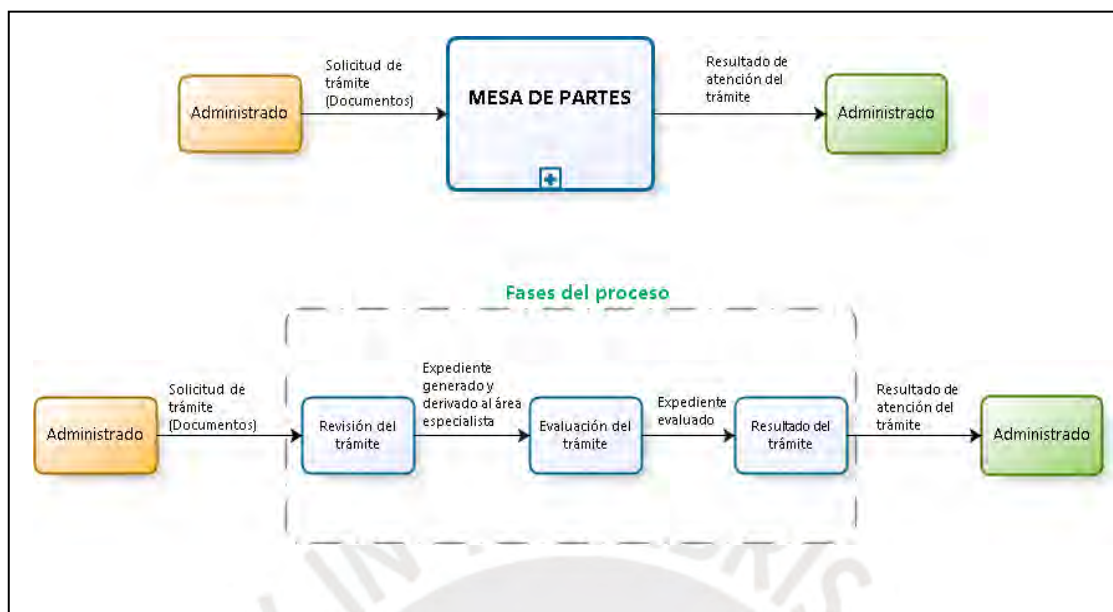 Solicitud de
trámite
(Documentos)
Resultado de
atención del
trámite
Administrado
MESA DE PARTES
Administrado
Fases del proceso
Solicitud de
trámite
(Documentos)
Expediente
generado y
derivado al área
especialista
Expediente
evaluado
Resultado de
atención del
trámite
Administrado
Revisión del
trámite
Evaluación del
trámite
Resultado del
trámite
Administrado